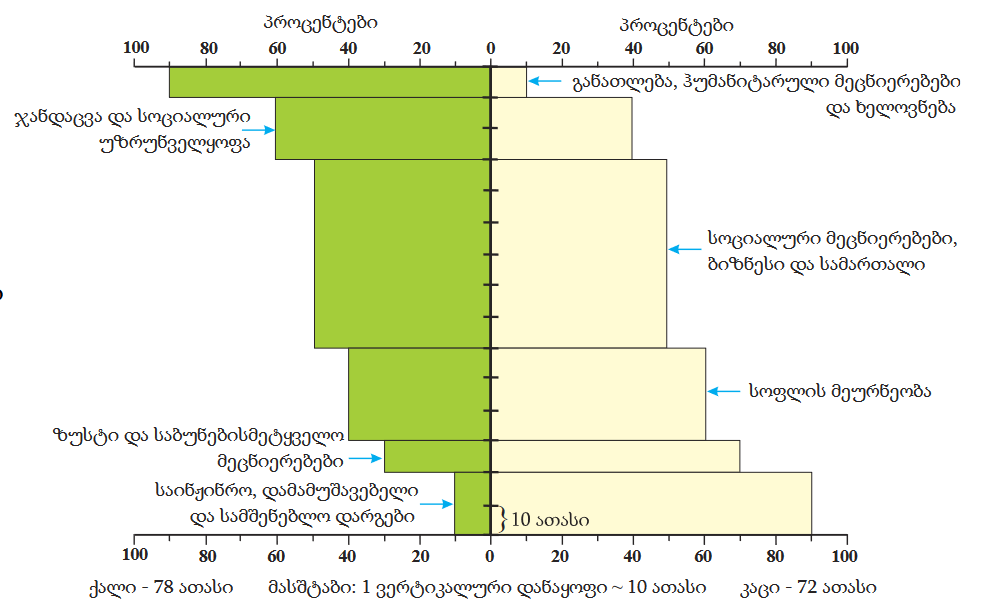 პროცენტები პროცენტები
100 80 60 40 20 0 20 40 60 80 100
განათლება, ჰუმანიტარული მეცნიერებები
და ხელოვნება
ჯანდაცვა და სოციალური
უზრუნველყოფა
სოციალური მეცნიერებები,
ბიზნესი და სამართალი
სოფლის მეურნეობა
ზუსტი და საბუნებისმეტყველო
მეცნიერებები
საინჟინრო, დამამუშავებელი
და სამშენებლო დარგები
10 ათასი
100 80 60 40 20 0 20 40 60 80 100
ქალი - 78 ათასი მასშტაბი: 1 ვერტიკალური დანაყოფი ~ 10 ათასი კაცი - 72 ათასი